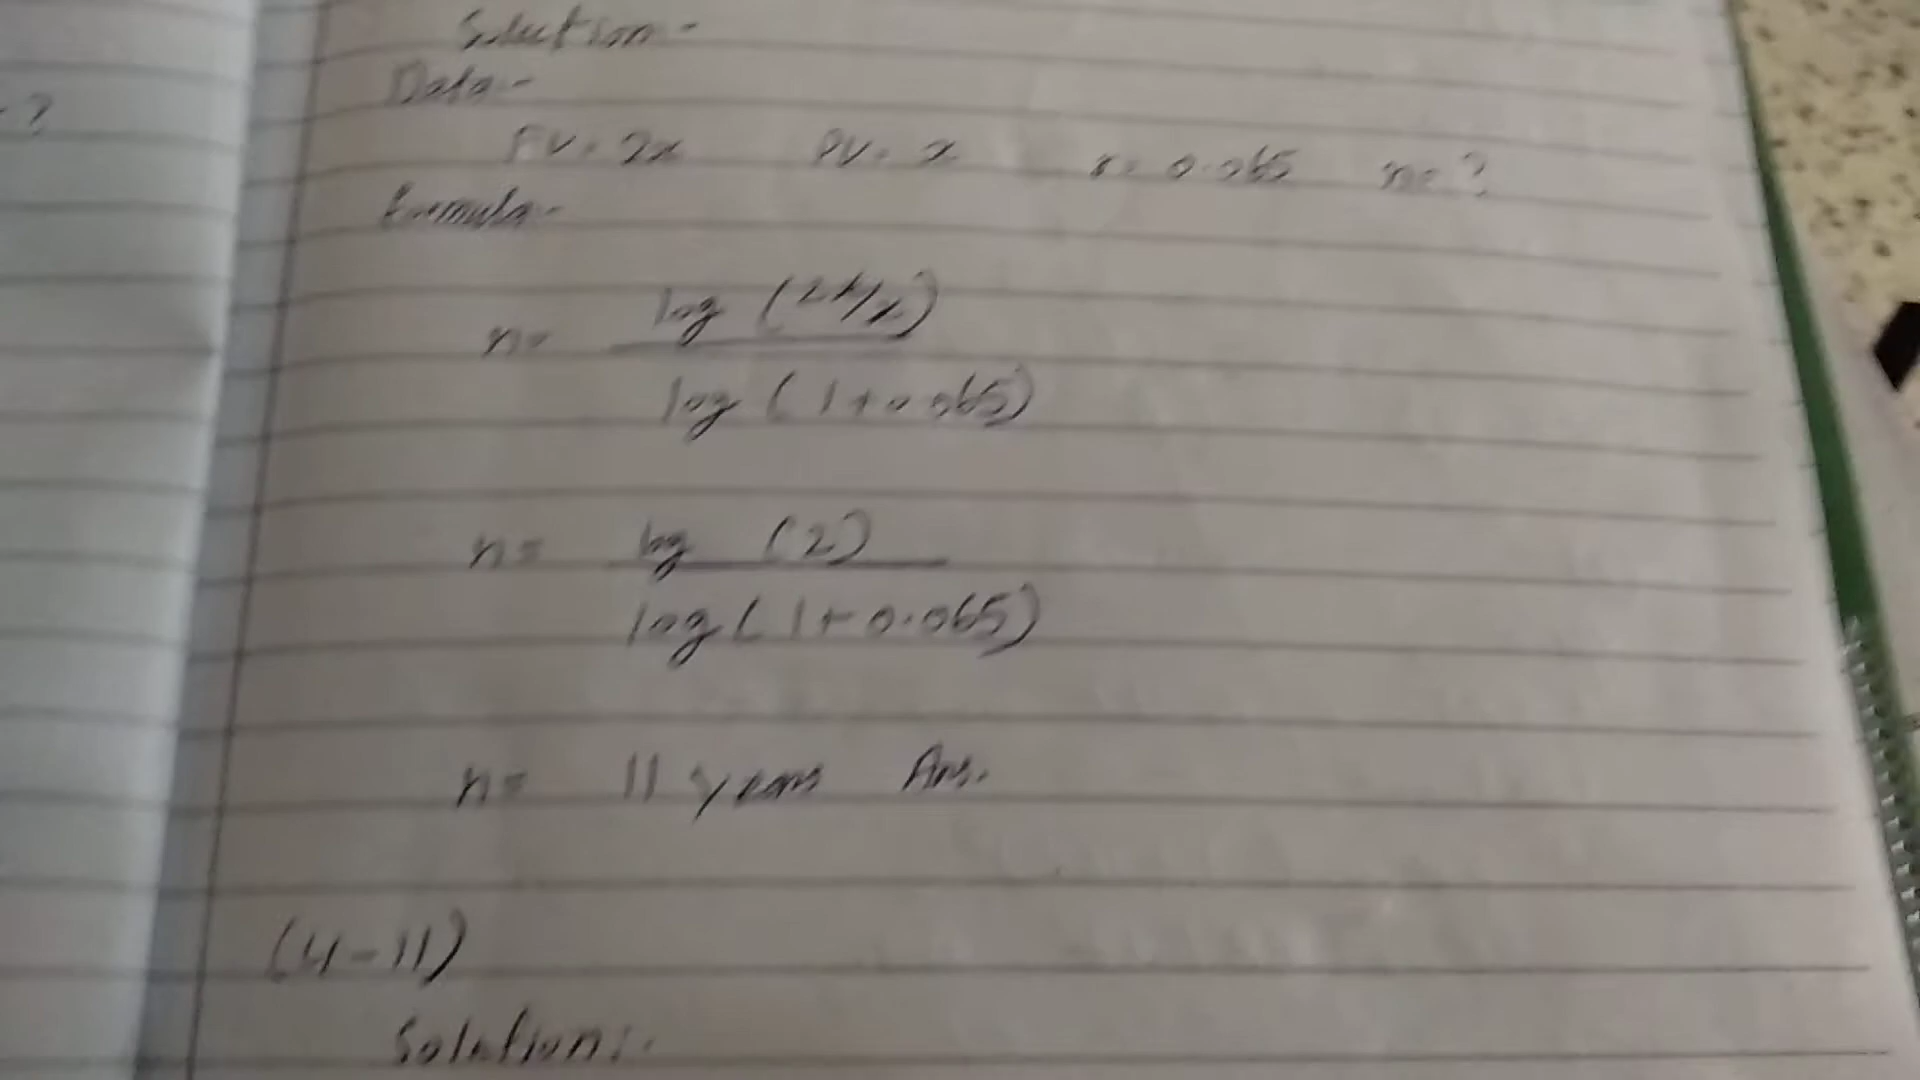 ?
Solution-
Data:-
FV= 2x PV= x r= 0.065 n=?
Formula:-
n= log (2x/x)
log (1+0.065)
n= log (2)
log (1+0.065)
n= 11 years Ans.
(4-11)
Solution:-